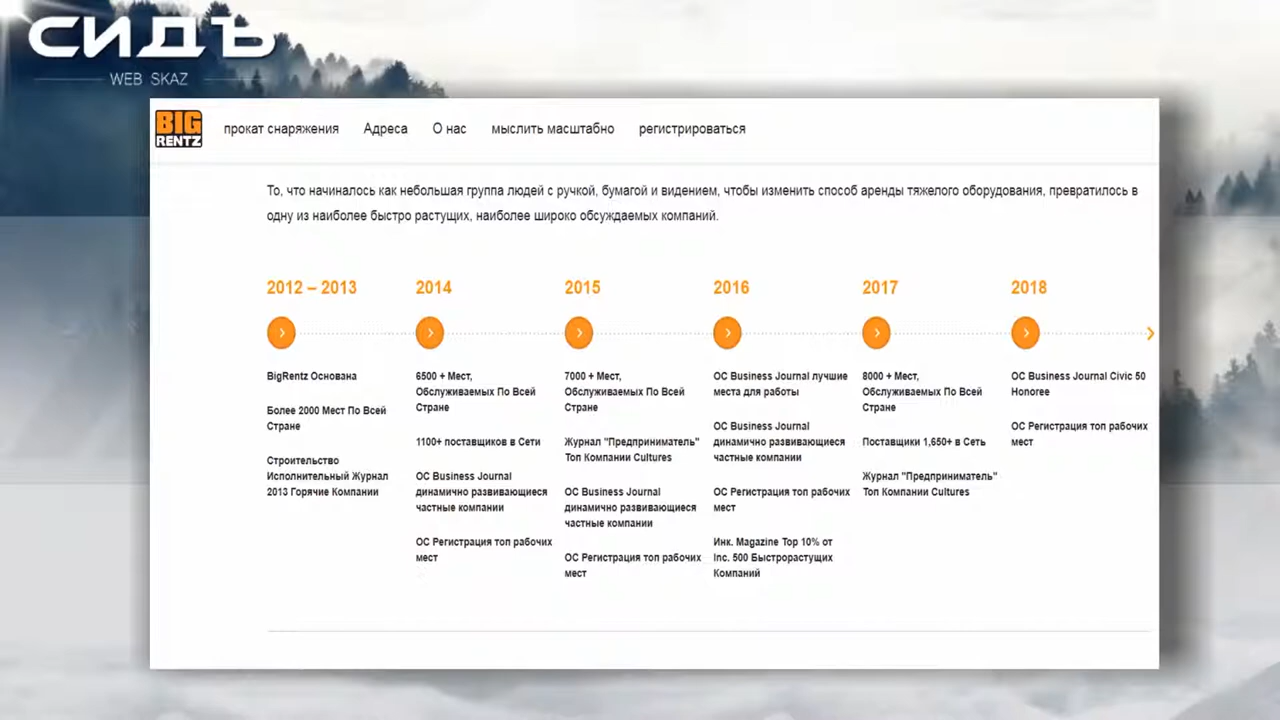 СИДЪ
WEB SKAZ
BIG
RENTZ
прокат снаряжения
Адреса
О нас
мыслить масштабно
регистрироваться
То, что начиналось как небольшая группа людей с ручкой, бумагой и видением, чтобы изменить способ аренды тяжелого оборудования, превратилось в
одну из наиболее быстро растущих, наиболее широко обсуждаемых компаний.
2012 – 2013
BigRentz Основана
Более 2000 Мест По Всей
Стране
Строительство
Исполнительный Журнал
2013 Горячие Компании
2014
6500 + Мест,
Обслуживаемых По Всей
Стране
1100+ поставщиков в Сети
OC Business Journal
динамично развивающиеся
частные компании
ОС Регистрация топ рабочих
мест
2015
7000 + Мест,
Обслуживаемых По Всей
Стране
Журнал "Предприниматель"
Топ Компании Cultures
OC Business Journal
динамично развивающиеся
частные компании
ОС Регистрация топ рабочих
мест
2016
OC Business Journal лучшие
места для работы
OC Business Journal
динамично развивающиеся
частные компании
ОС Регистрация топ рабочих
мест
Инк. Magazine Top 10% от
Inc. 500 Быстрорастущих
Компаний
2017
8000 + Мест,
Обслуживаемых По Всей
Стране
Поставщики 1,650+ в Сеть
Журнал "Предприниматель"
Топ Компании Cultures
2018
OC Business Journal Civic 50
Honoree
ОС Регистрация топ рабочих
мест